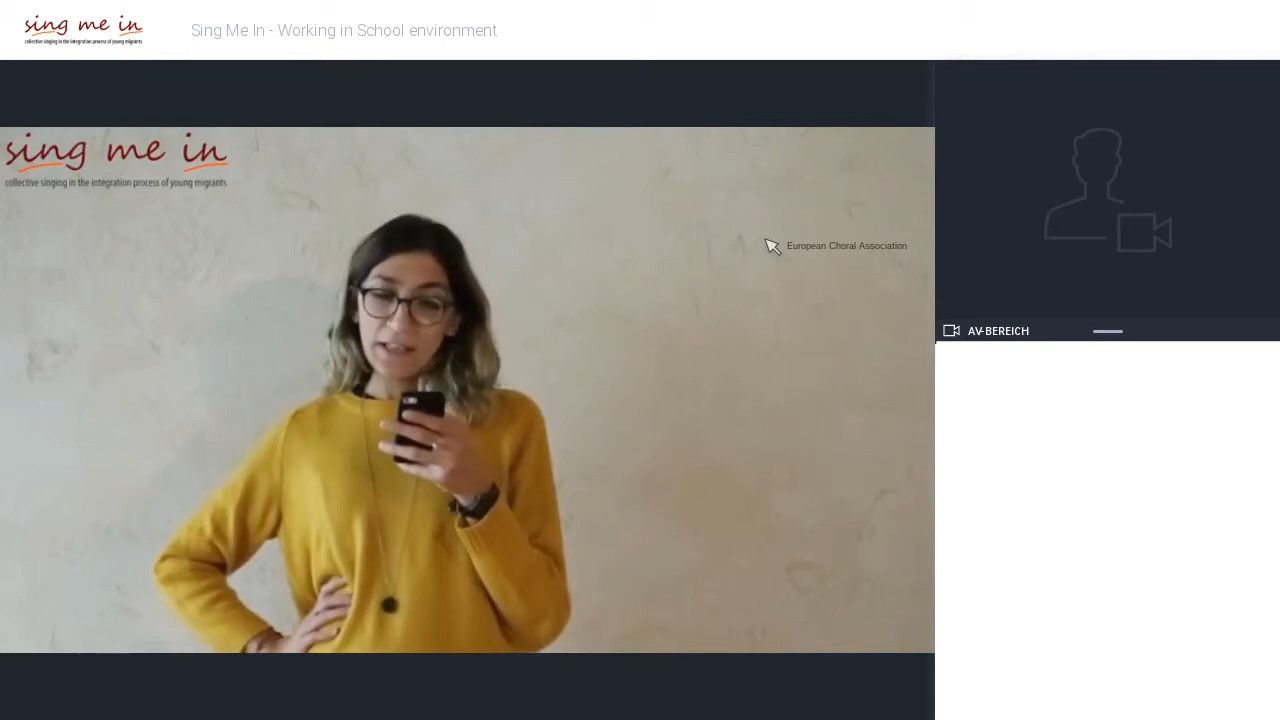 sing me in
collective singing in the integration process of young migrants
Sing Me In - Working in School environment
sing me in
collective singing in the integration process of young migrants
European Choral Association
AV-BEREICH